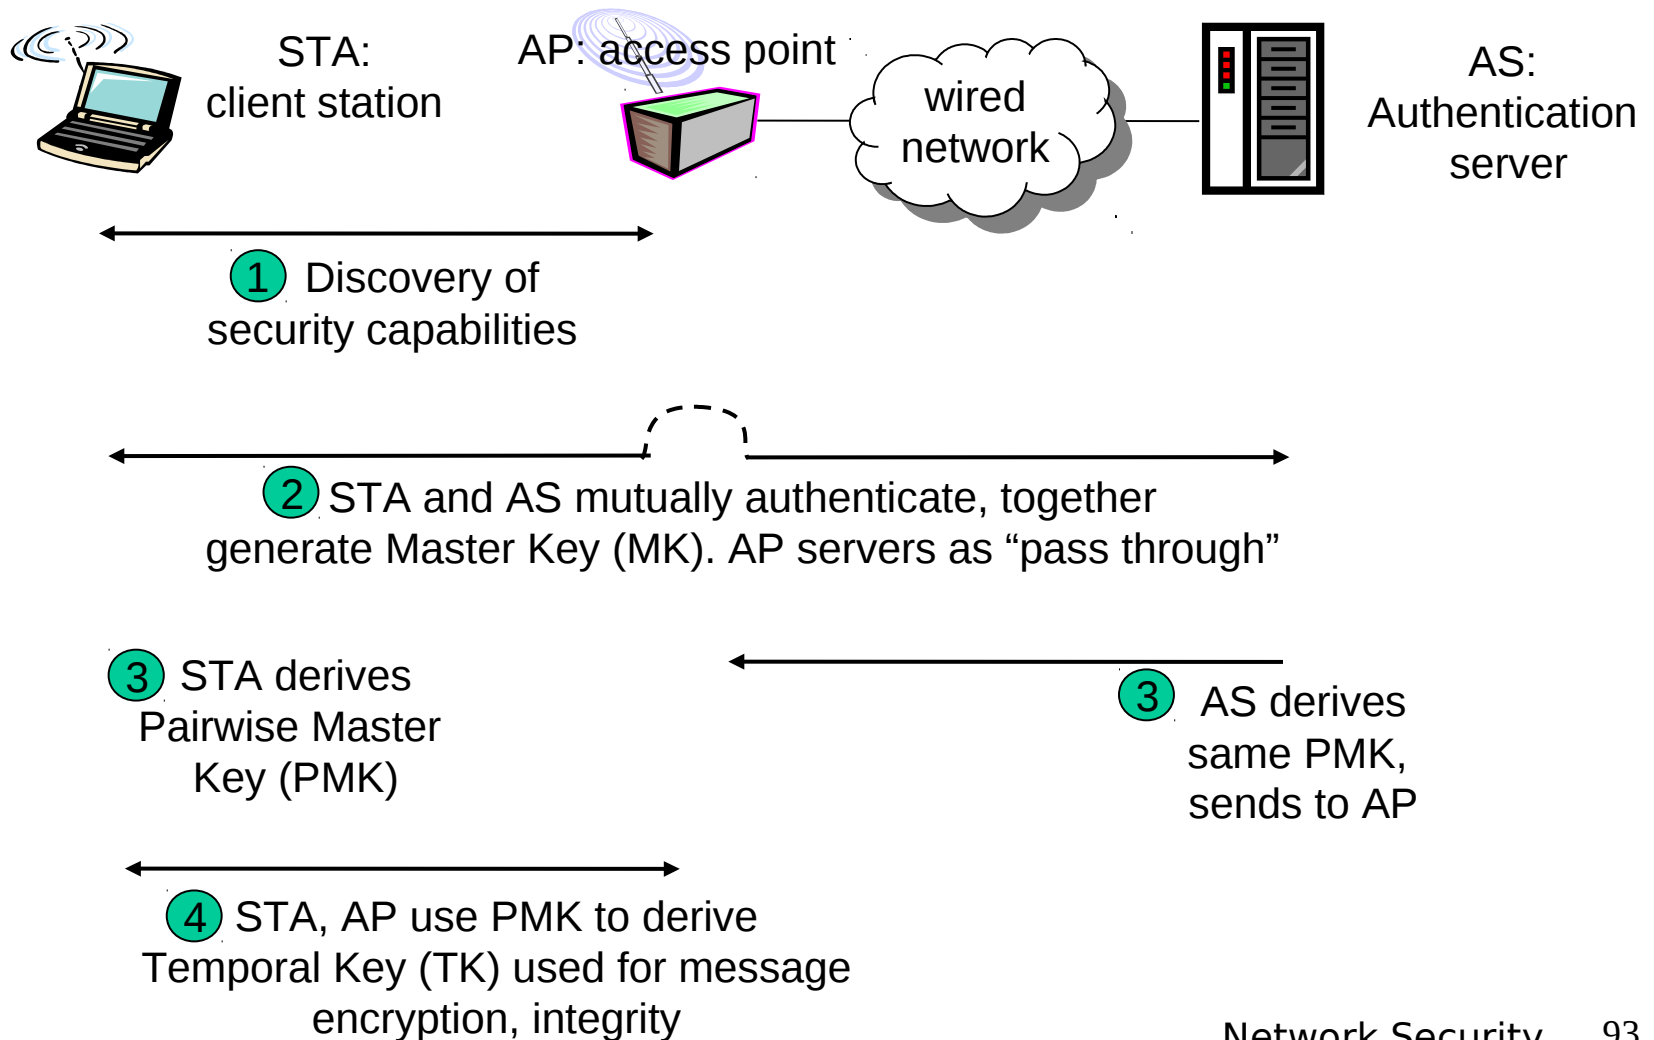 STA:
client station
AP: access point
wired
network
AS:
Authentication
server
1 Discovery of
security capabilities
2 STA and AS mutually authenticate, together
generate Master Key (MK). AP servers as “pass through”
3 STA derives
Pairwise Master
Key (PMK)
3 AS derives
same PMK,
sends to AP
4 STA, AP use PMK to derive
Temporal Key (TK) used for message
encryption, integrity
Network Security 93